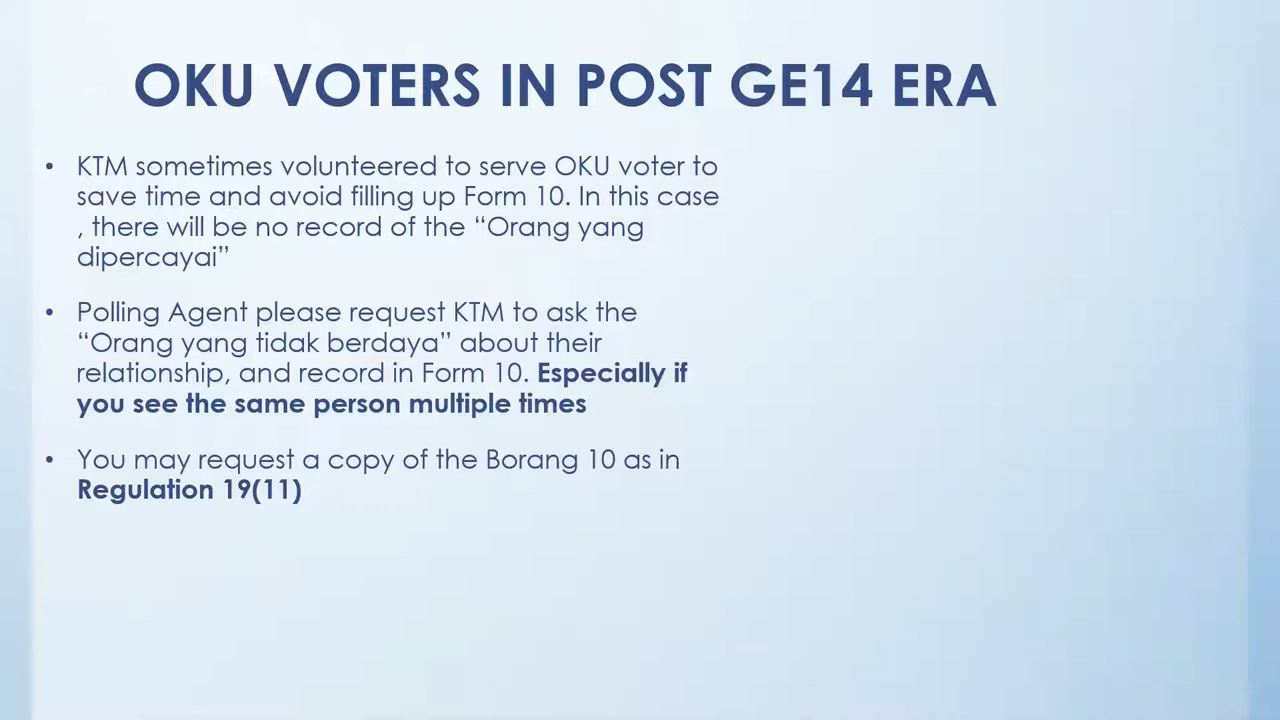 OKU VOTERS IN POST GE14 ERA
• KTM sometimes volunteered to serve OKU voter to
save time and avoid filling up Form 10. In this case
, there will be no record of the “Orang yang
dipercayai”
• Polling Agent please request KTM to ask the
“Orang yang tidak berdaya” about their
relationship, and record in Form 10. Especially if
you see the same person multiple times
• You may request a copy of the Borang 10 as in
Regulation 19(11)